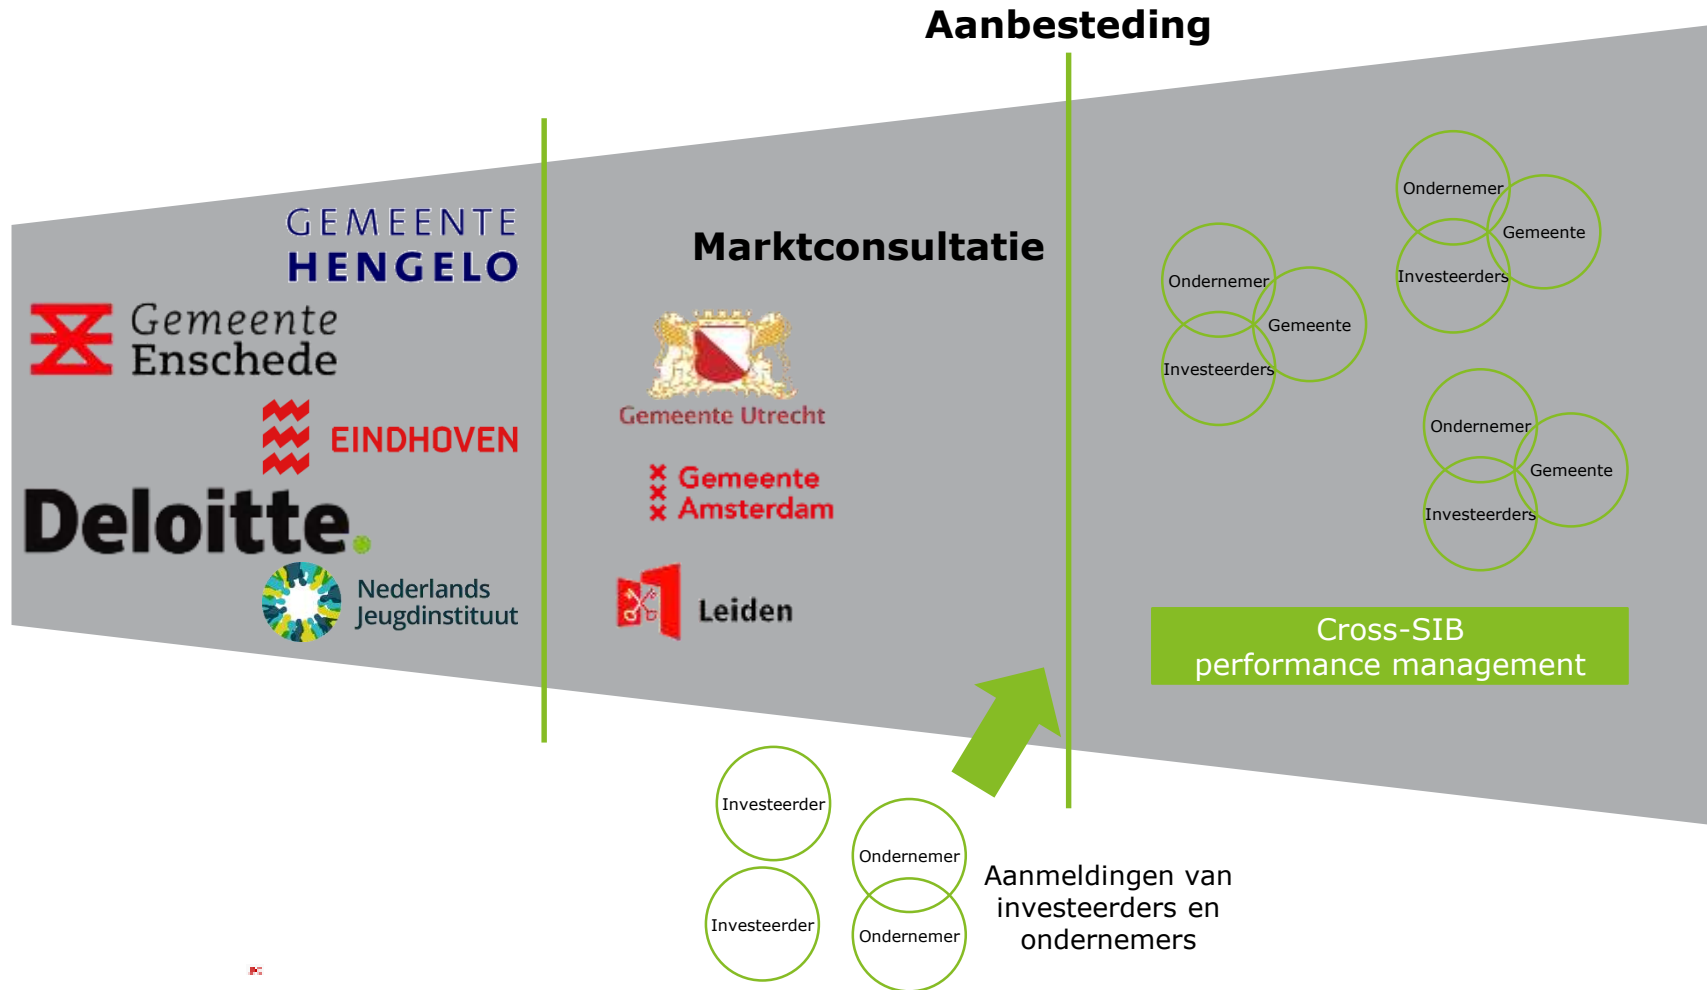 Aanbesteding
GEMEENTE
HENGELO
Gemeente
Enschede
EINDHOVEN
Deloitte.
Nederlands
Jeugdinstituut
Marktconsultatie
Gemeente Utrecht
Gemeente
Amsterdam
Leiden
Ondernemer
Gemeente
Investeerders
Ondernemer
Gemeente
Investeerders
Ondernemer
Gemeente
Investeerders
Cross-SIB
performance management
Investeerder
Investeerder
Ondernemer
Ondernemer
Aanmeldingen van
investeerders en
ondernemers